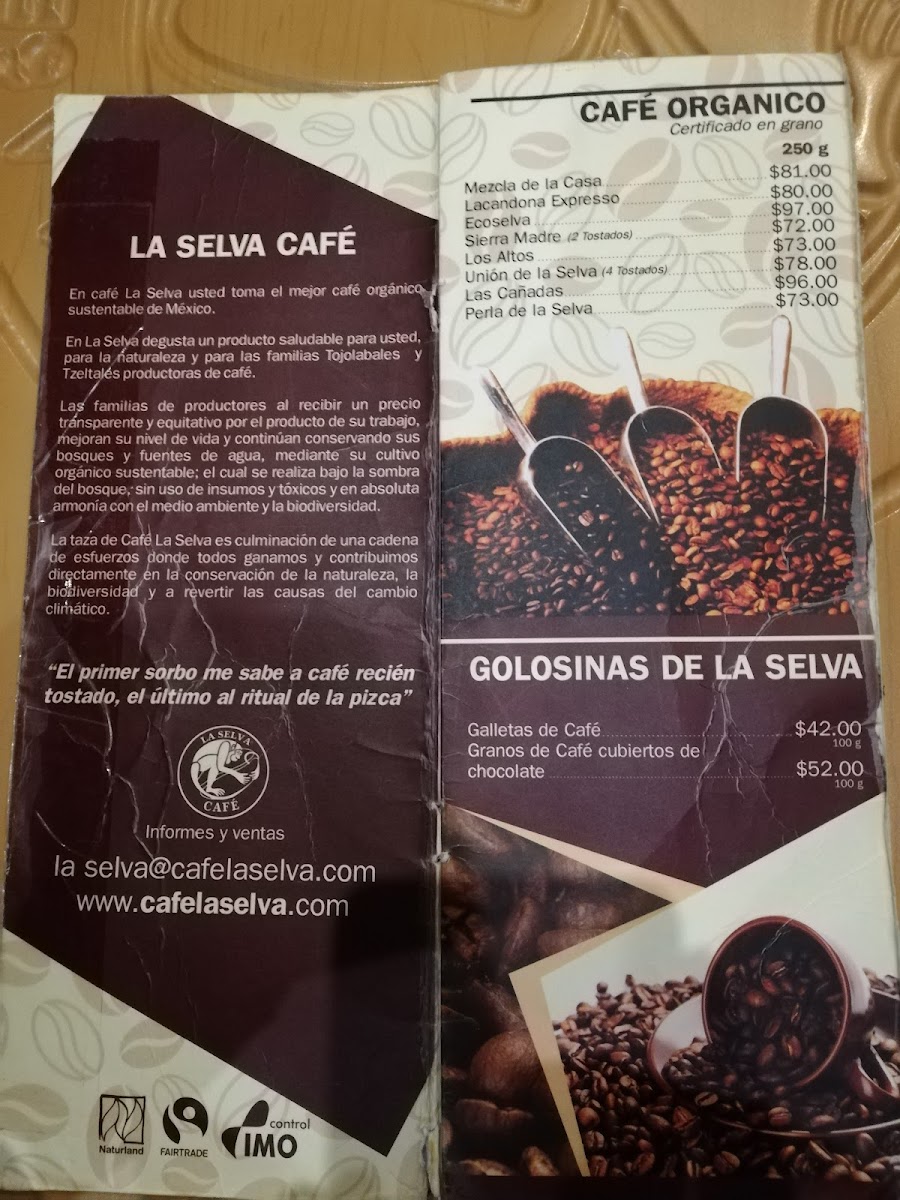 LA SELVA CAFÉ
En café La Selva usted toma el mejor café orgánico
sustentable de México.
En La Selva degusta un producto saludable para usted,
para la naturaleza y para las familias Tojolabales y
Tzeltales productoras de café.
Las familias de productores al recibir un precio
transparente y equitativo por el producto de su trabajo,
mejoran su nivel de vida y continúan conservando sus
bosques y fuentes de agua, mediante su cultivo
orgánico sustentable; el cual se realiza bajo la sombra
del bosque, sin uso de insumos y tóxicos y en absoluta
armonía con el medio ambiente y la biodiversidad.
La taza de Café La Selva es culminación de una cadena
de esfuerzos donde todos ganamos y contribuimos
directamente en la conservación de la naturaleza, la
biodiversidad y a revertir las causas del cambio
climático.
“El primer sorbo me sabe a café recién
tostado, el último al ritual de la pizca”
LA SELVA
CAFÉ
Informes y ventas
la selva@cafelaselva.com
www.cafelaselva.com
Naturland
FAIRTRADE
control
IMO
CAFÉ ORGANICO
Certificado en grano
250 g
Mezcla de la Casa $81.00
Lacandona Expresso $80.00
Ecoselva $97.00
Sierra Madre (2 Tostados) $72.00
Los Altos $73.00
Unión de la Selva (4 Tostados) $78.00
Las Cañadas $96.00
Perla de la Selva $73.00
GOLOSINAS DE LA SELVA
Galletas de Café $42.00
100 g
Granos de Café cubiertos de
chocolate $52.00
100 g